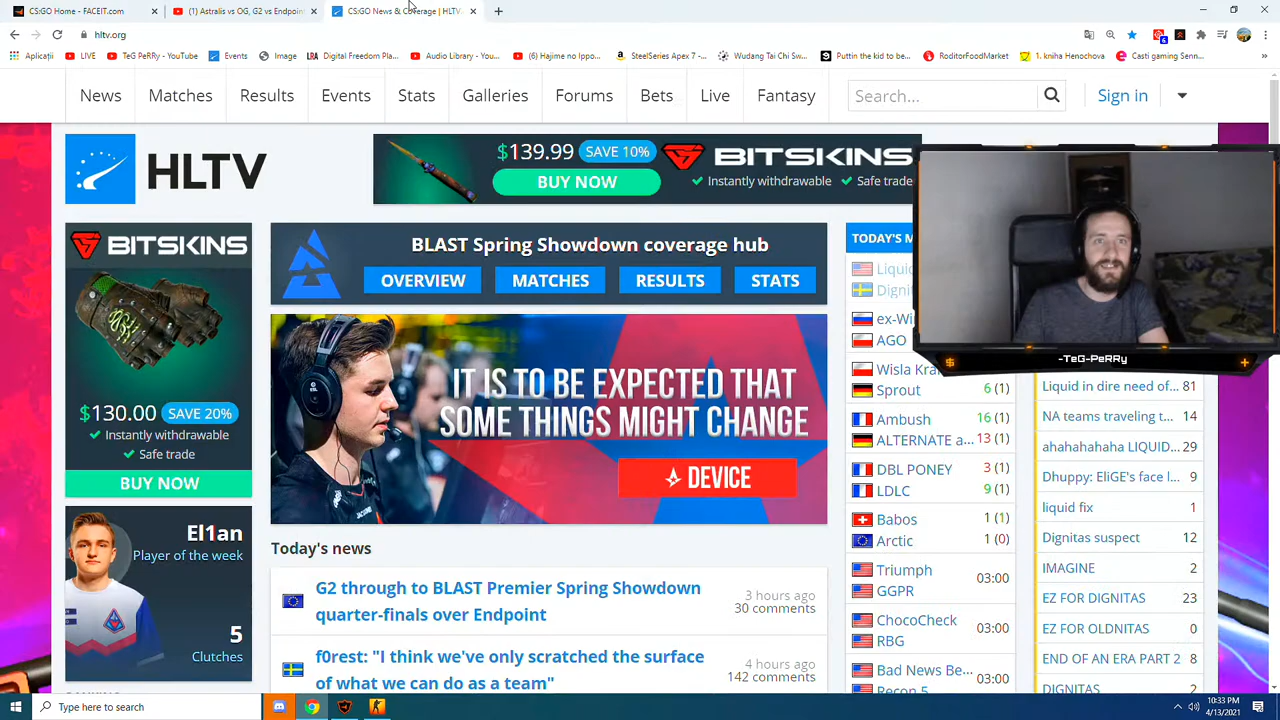 CS:GO Home - FACEIT.com
(1) Astralis vs OG, G2 vs Endpoin
CS:GO News & Coverage | HLTV.
hltv.org
6
Aplicații
LIVE
TeG PeRRy - YouTube
Events
Image
LRA
Digital Freedom Pla...
Audio Library - You...
(6) Hajime no Ippo...
SteelSeries Apex 7 -...
Wudang Tai Chi Sw...
Puttin the kid to be...
RoditorFoodMarket
1. kniha Henochova
Casti gaming Senn...
News
Matches
Results
Events
Stats
Galleries
Forums
Bets
Live
Fantasy
Search...
Sign in
HLTV
$139.99 SAVE 10%
BUY NOW
BITSKINS
Instantly withdrawable
Safe trade
BITSKINS
$130.00 SAVE 20%
Instantly withdrawable
Safe trade
BUY NOW
El1an
Player of the week
5
Clutches
BLAST Spring Showdown coverage hub
OVERVIEW
MATCHES
RESULTS
STATS
IT IS TO BE EXPECTED THAT
SOME THINGS MIGHT CHANGE
DEVICE
Today's news
G2 through to BLAST Premier Spring Showdown
quarter-finals over Endpoint
3 hours ago
30 comments
f0rest: "I think we've only scratched the surface
of what we can do as a team"
4 hours ago
142 comments
TODAY'S M
Liquid
Dignit
ex-Wi
AGO
Wisla Kra
Sprout 6 (1)
Ambush 16 (1)
ALTERNATE a... 13 (1)
DBL PONEY 3 (1)
LDLC 9 (1)
Babos 1 (1)
Arctic 1 (0)
Triumph
GGPR
03:00
ChocoCheck
RBG
03:00
Bad News Be...
Recon 5
03:00
-TeG-PeRRy
Liquid in dire need of... 81
NA teams traveling t... 14
ahahahaha LIQUID... 29
Dhuppy: EliGE's face l... 9
liquid fix 1
Dignitas suspect 12
IMAGINE 2
EZ FOR DIGNITAS 23
EZ FOR OLDNITAS 0
END OF AN ERA PART 2 8
DIGNITAS 2
Type here to search
10:33 PM
4/13/2021